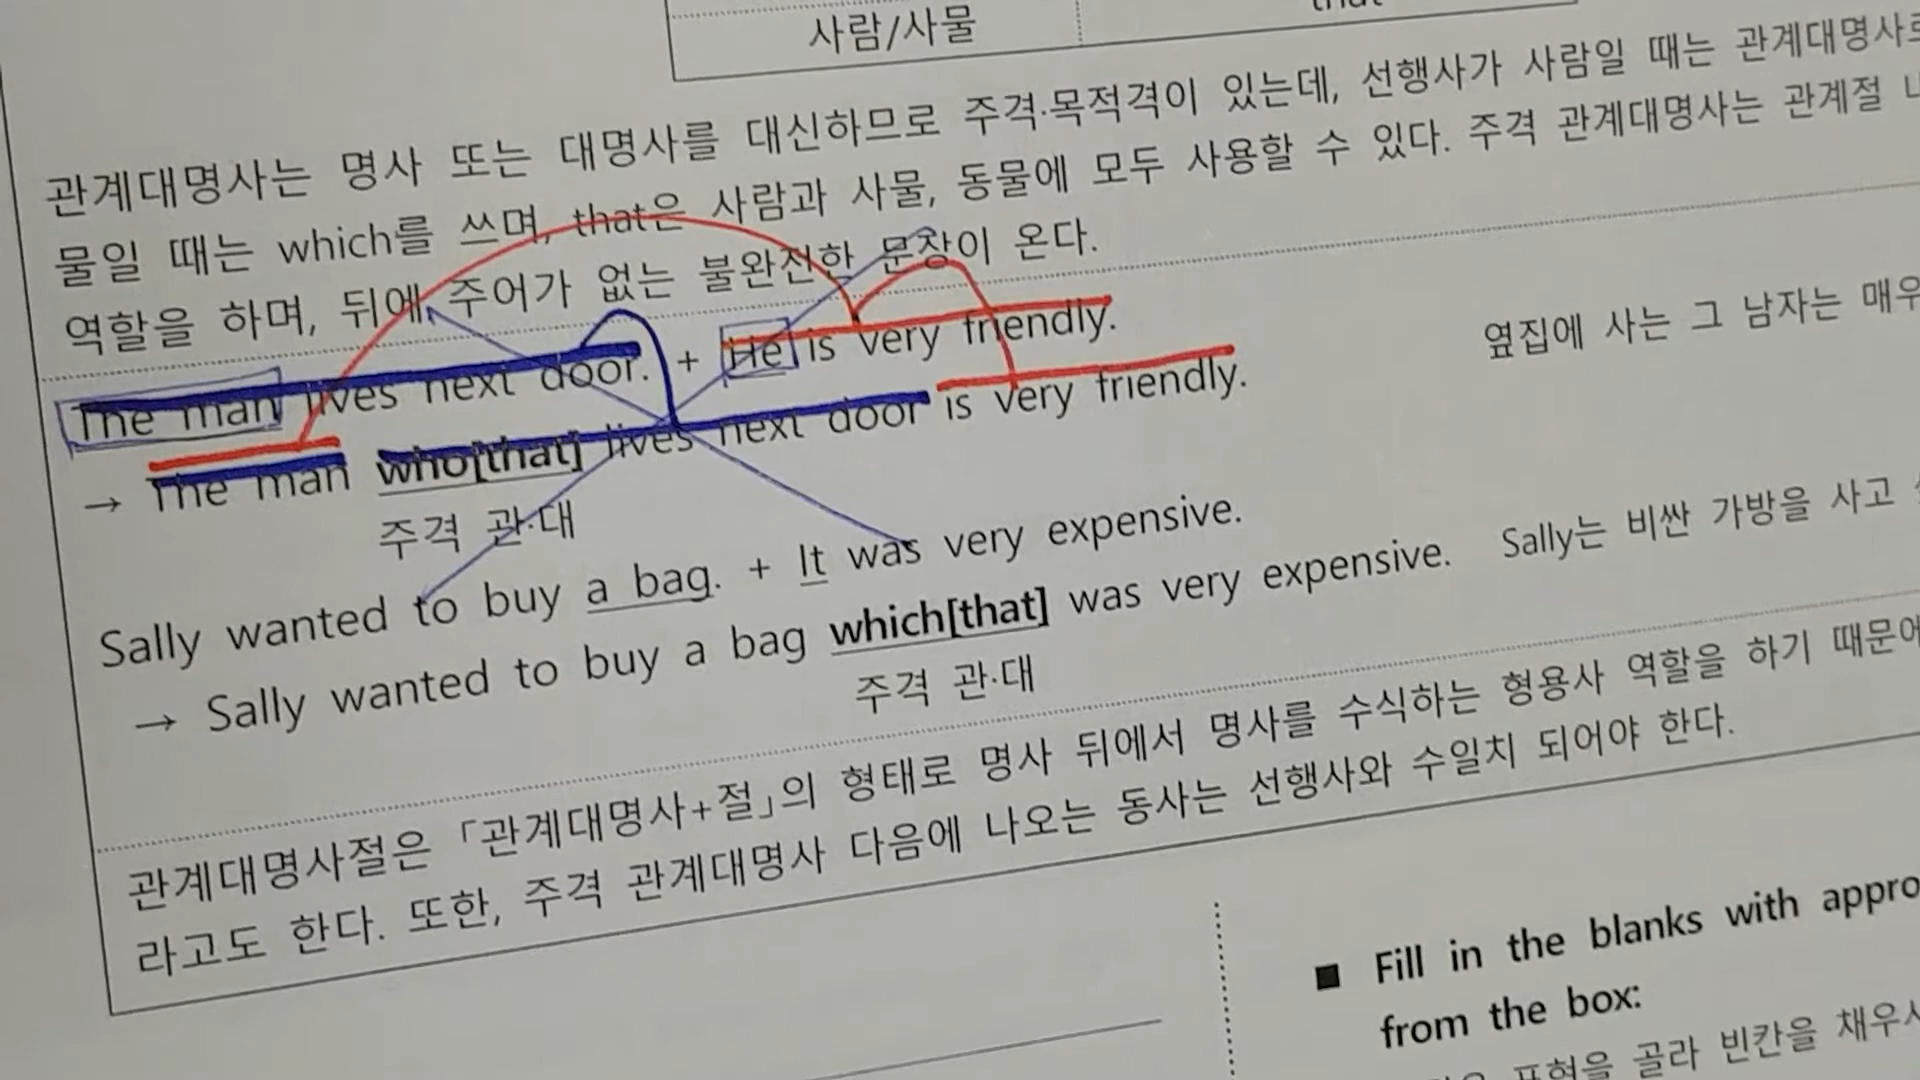 사람/사물
관계대명사는 명사 또는 대명사를 대신하므로 주격·목적격이 있는데, 선행사가 사람일 때는 관계대명사로
물일 때는 which를 쓰며, that은 사람과 사물, 동물에 모두 사용할 수 있다. 주격 관계대명사는 관계절
역할을 하며, 뒤에 주어가 없는 불완전한 문장이 온다.
The man lives next door. + He is very friendly.
옆집에 사는 그 남자는 매우
→ The man who[that] lives next door is very friendly.
주격 관·대
Sally wanted to buy a bag. + It was very expensive.
→ Sally wanted to buy a bag which[that] was very expensive. Sally는 비싼 가방을 사고
주격 관·대
관계대명사절은 「관계대명사+절」의 형태로 명사 뒤에서 명사를 수식하는 형용사 역할을 하기 때문에
라고도 한다. 또한, 주격 관계대명사 다음에 나오는 동사는 선행사와 수일치 되어야 한다.
■ Fill in the blanks with
from the box:
표현을 골라 빈칸을